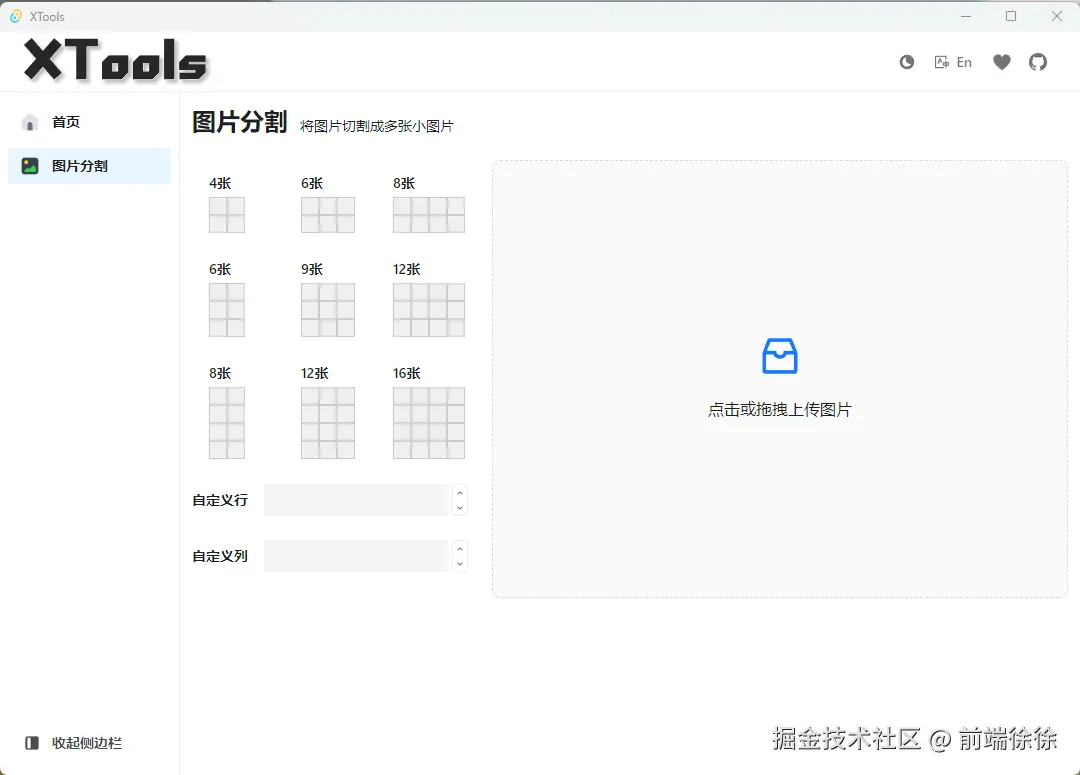 XTools
XTools
En
首页
图片分割
图片分割 将图片切割成多张小图片
4张 6张 8张
6张 9张 12张
8张 12张 16张
自定义行
自定义列
点击或拖拽上传图片
收起侧边栏
掘金技术社区 @ 前端徐徐